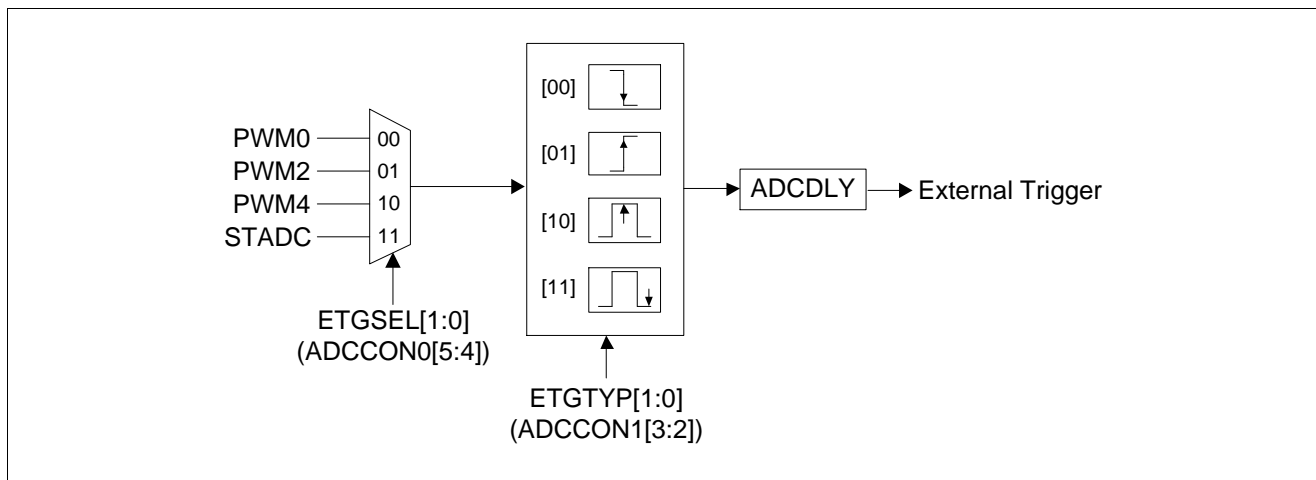 PWM0
PWM2
PWM4
STADC
00
01
10
11
ETGSEL[1:0]
(ADCCON0[5:4])
[00]
[01]
[10]
[11]
ETGTYP[1:0]
(ADCCON1[3:2])
ADCDLY
External Trigger